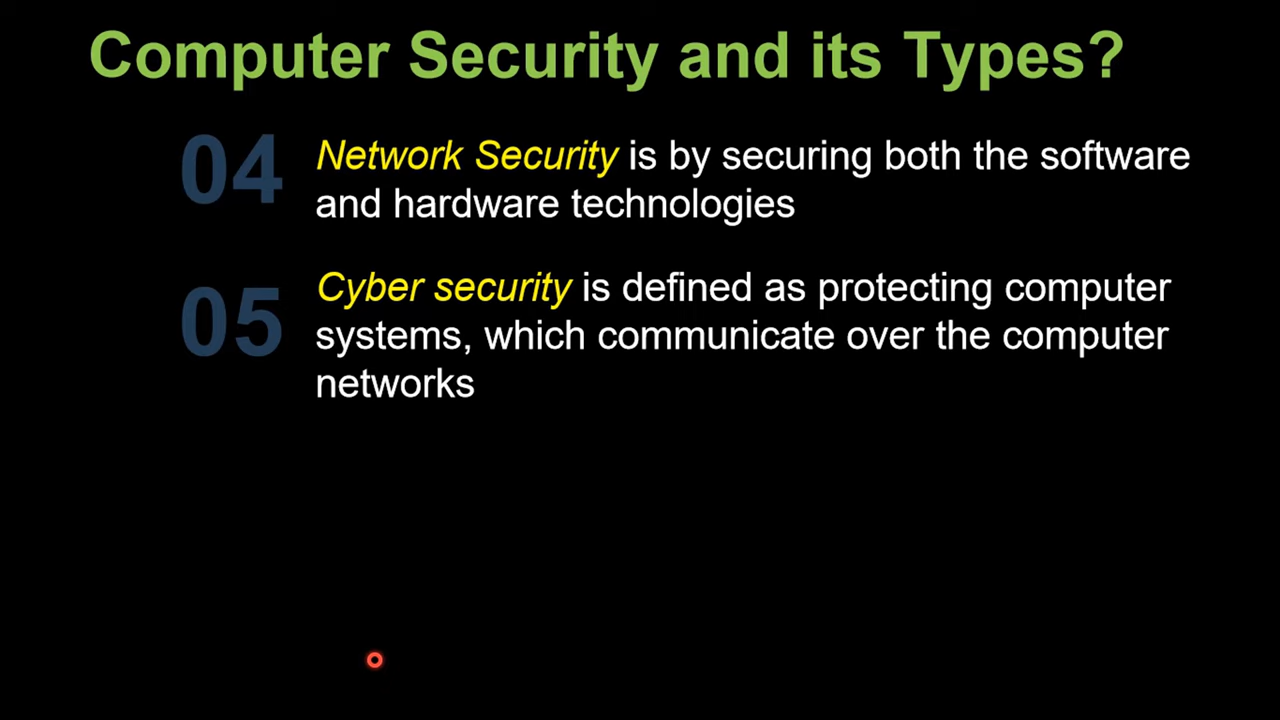 Computer Security and its Types?
04
Network Security is by securing both the software
and hardware technologies
05
Cyber security is defined as protecting computer
systems, which communicate over the computer
networks